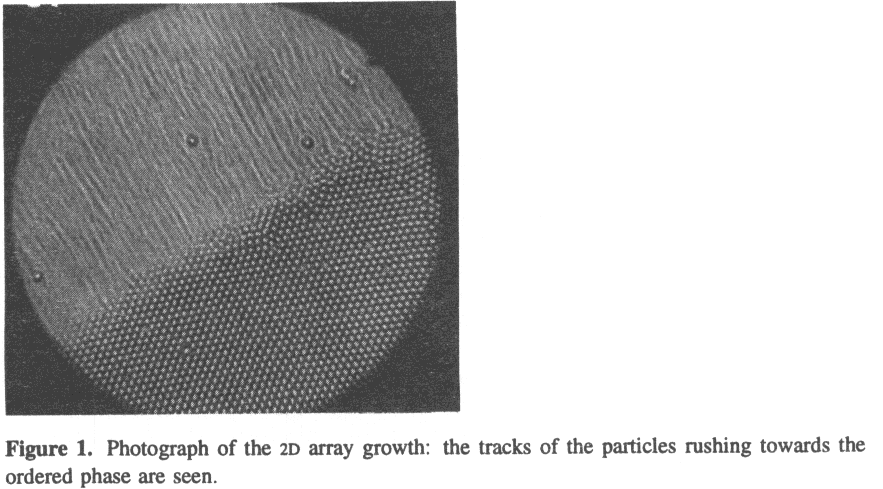 Figure 1. Photograph of the 2D array growth: the tracks of the particles rushing towards the
ordered phase are seen.